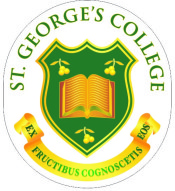 ST. GEORGE'S COLLEGE
EX
FRUCTIBUS COGNOSCETIS
EOS